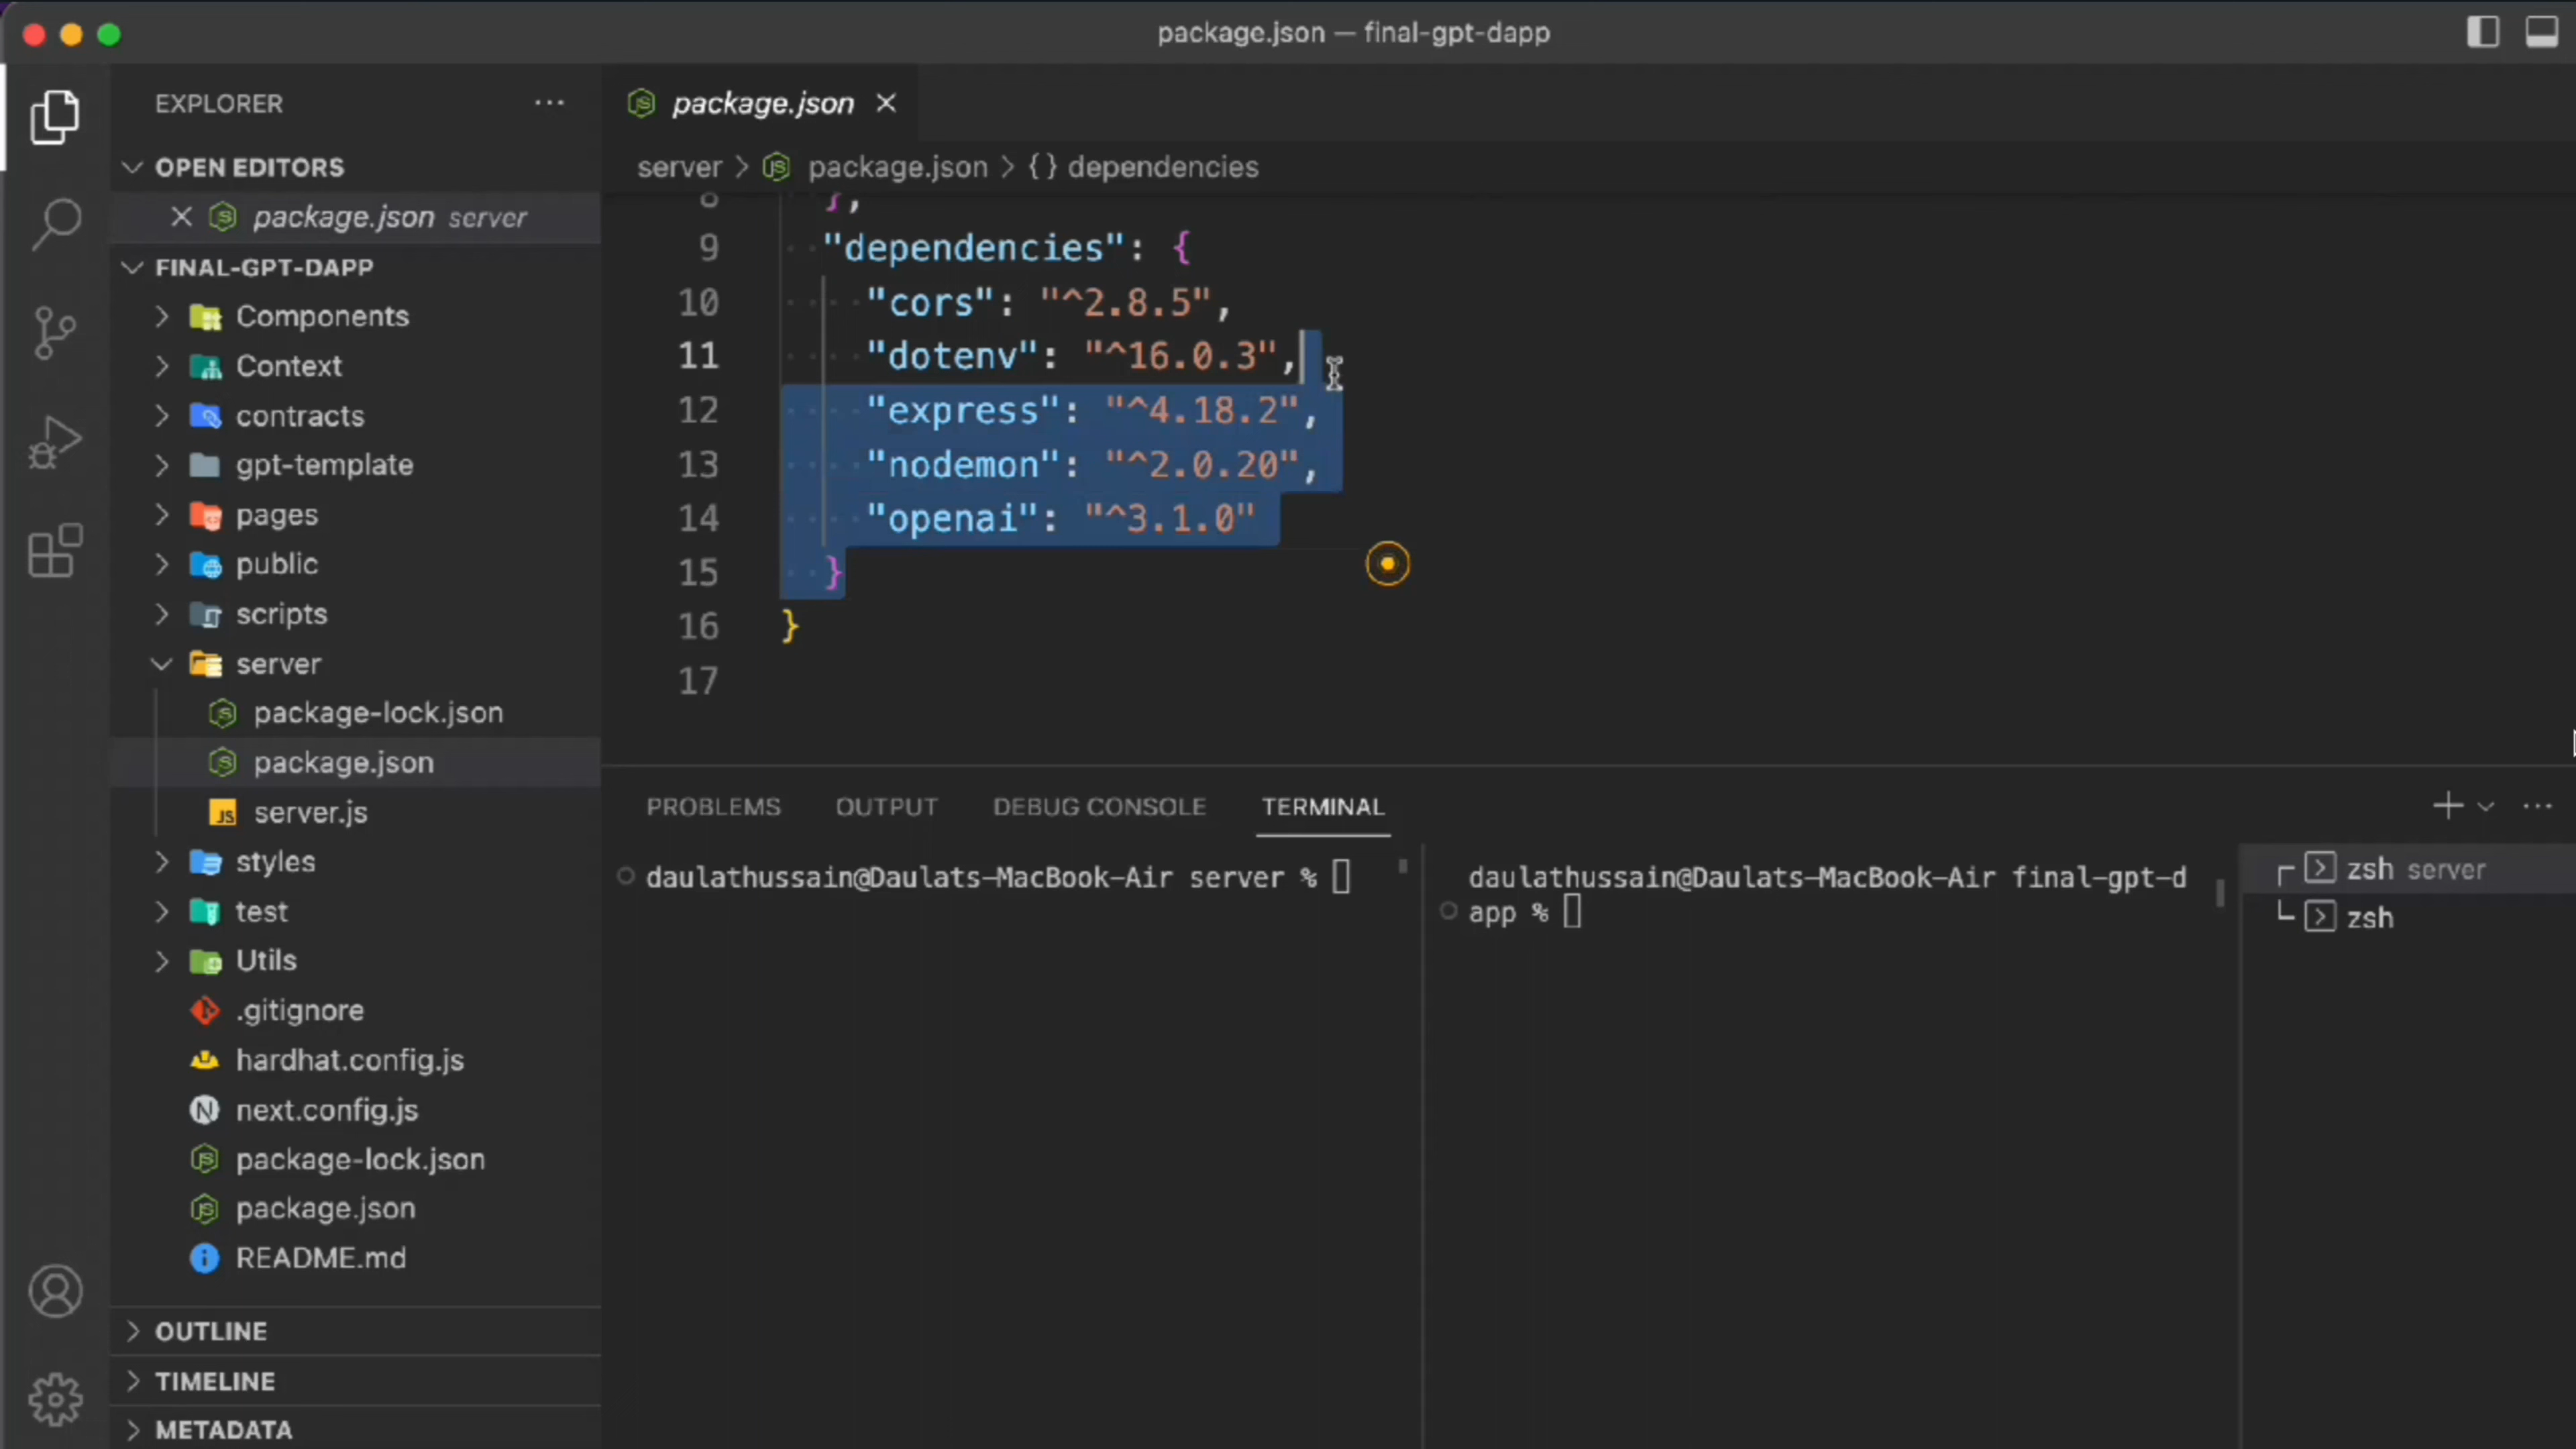 package.json — final-gpt-dapp
EXPLORER
OPEN EDITORS
package.json server
FINAL-GPT-DAPP
Components
Context
contracts
gpt-template
pages
public
scripts
server
package-lock.json
package.json
server.js
styles
test
Utils
.gitignore
hardhat.config.js
next.config.js
package-lock.json
package.json
README.md
OUTLINE
TIMELINE
METADATA
package.json
server > package.json > {} dependencies
8 },
9 "dependencies": {
10 "cors": "^2.8.5",
11 "dotenv": "^16.0.3",
12 "express": "^4.18.2",
13 "nodemon": "^2.0.20",
14 "openai": "^3.1.0"
15 }
16 }
17
PROBLEMS OUTPUT DEBUG CONSOLE TERMINAL
daulathussain@Daulats-MacBook-Air server %
daulathussain@Daulats-MacBook-Air final-gpt-d
app %
zsh server
zsh